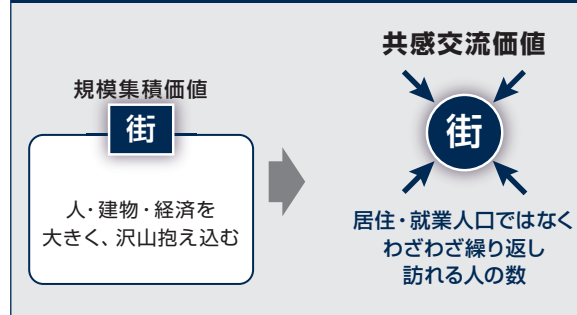 規模集積価値
街
人・建物・経済を
大きく、沢山抱え込む
共感交流価値
街
居住・就業人口ではなく
わざわざ繰り返し
訪れる人の数